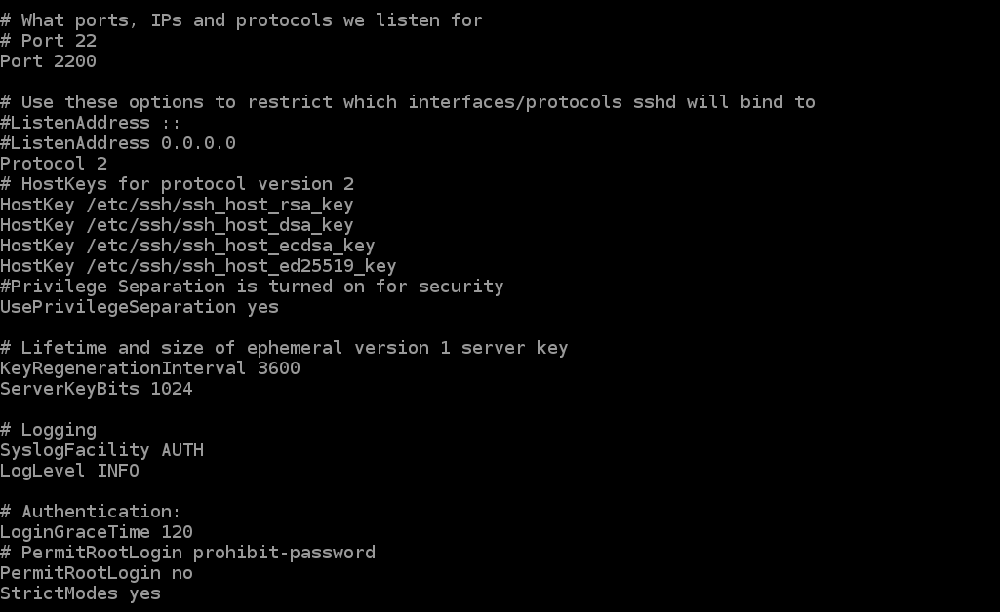 # What ports, IPs and protocols we listen for
# Port 22
Port 2200
# Use these options to restrict which interfaces/protocols sshd will bind to
#ListenAddress ::
#ListenAddress 0.0.0.0
Protocol 2
# HostKeys for protocol version 2
HostKey /etc/ssh/ssh_host_rsa_key
HostKey /etc/ssh/ssh_host_dsa_key
HostKey /etc/ssh/ssh_host_ecdsa_key
HostKey /etc/ssh/ssh_host_ed25519_key
#Privilege Separation is turned on for security
UsePrivilegeSeparation yes
# Lifetime and size of ephemeral version 1 server key
KeyRegenerationInterval 3600
ServerKeyBits 1024
# Logging
SyslogFacility AUTH
LogLevel INFO
# Authentication:
LoginGraceTime 120
# PermitRootLogin prohibit-password
PermitRootLogin no
StrictModes yes